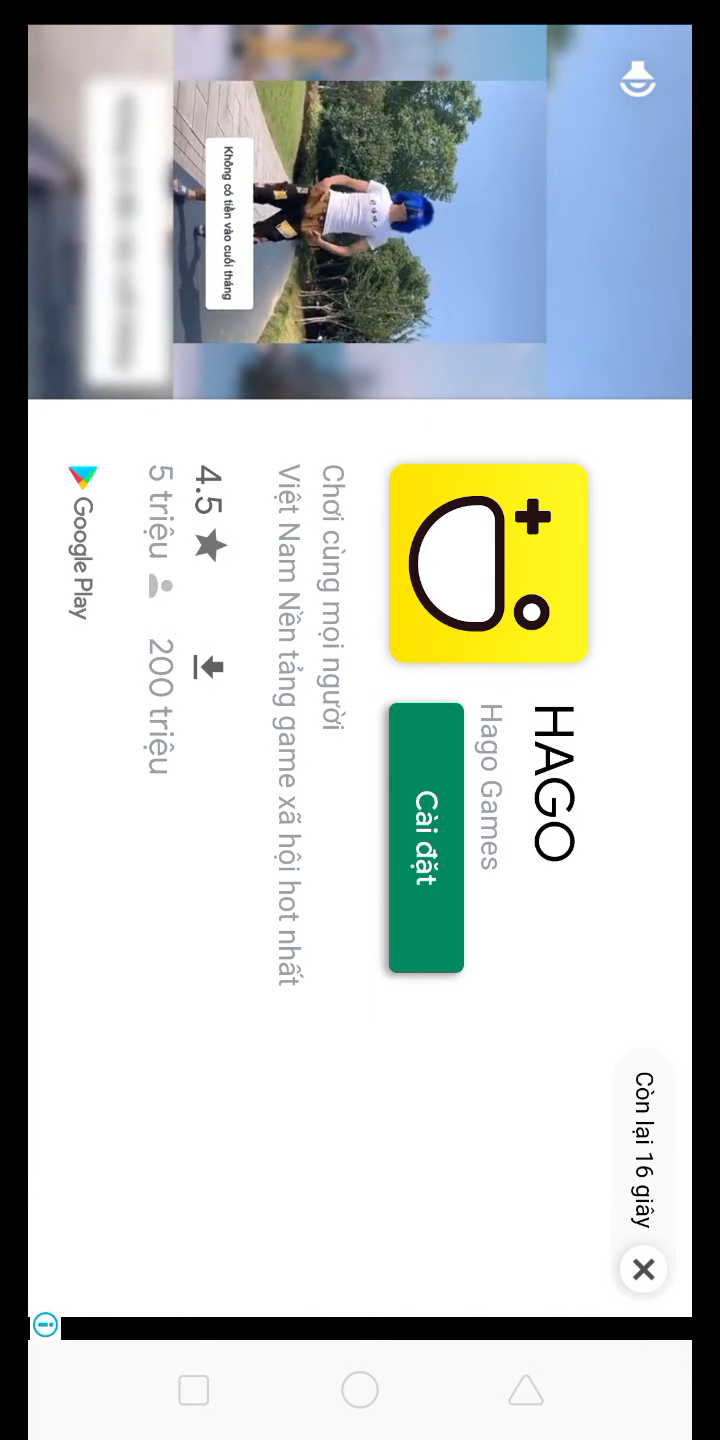 Không có tiền vào cuối tháng
Còn lại 16 giây
HAGO
Hago Games
Cài đặt
Chơi cùng mọi người
Việt Nam Nền tảng game xã hội hot nhất
4.5
5 triệu 200 triệu
Google Play